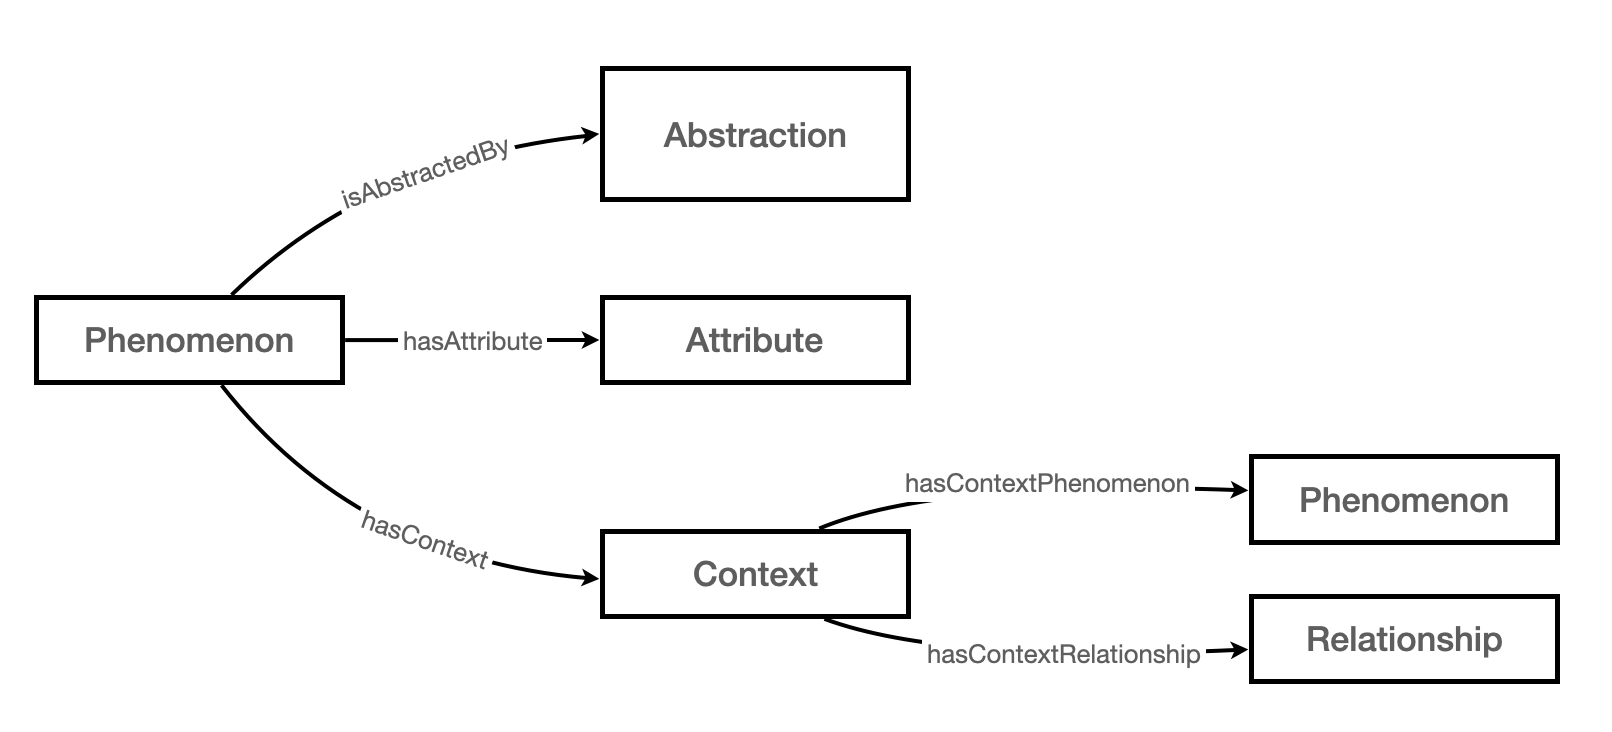 Abstraction
isAbstractedBy
Phenomenon
hasAttribute
Attribute
hasContext
Context
hasContextPhenomenon
Phenomenon
hasContextRelationship
Relationship